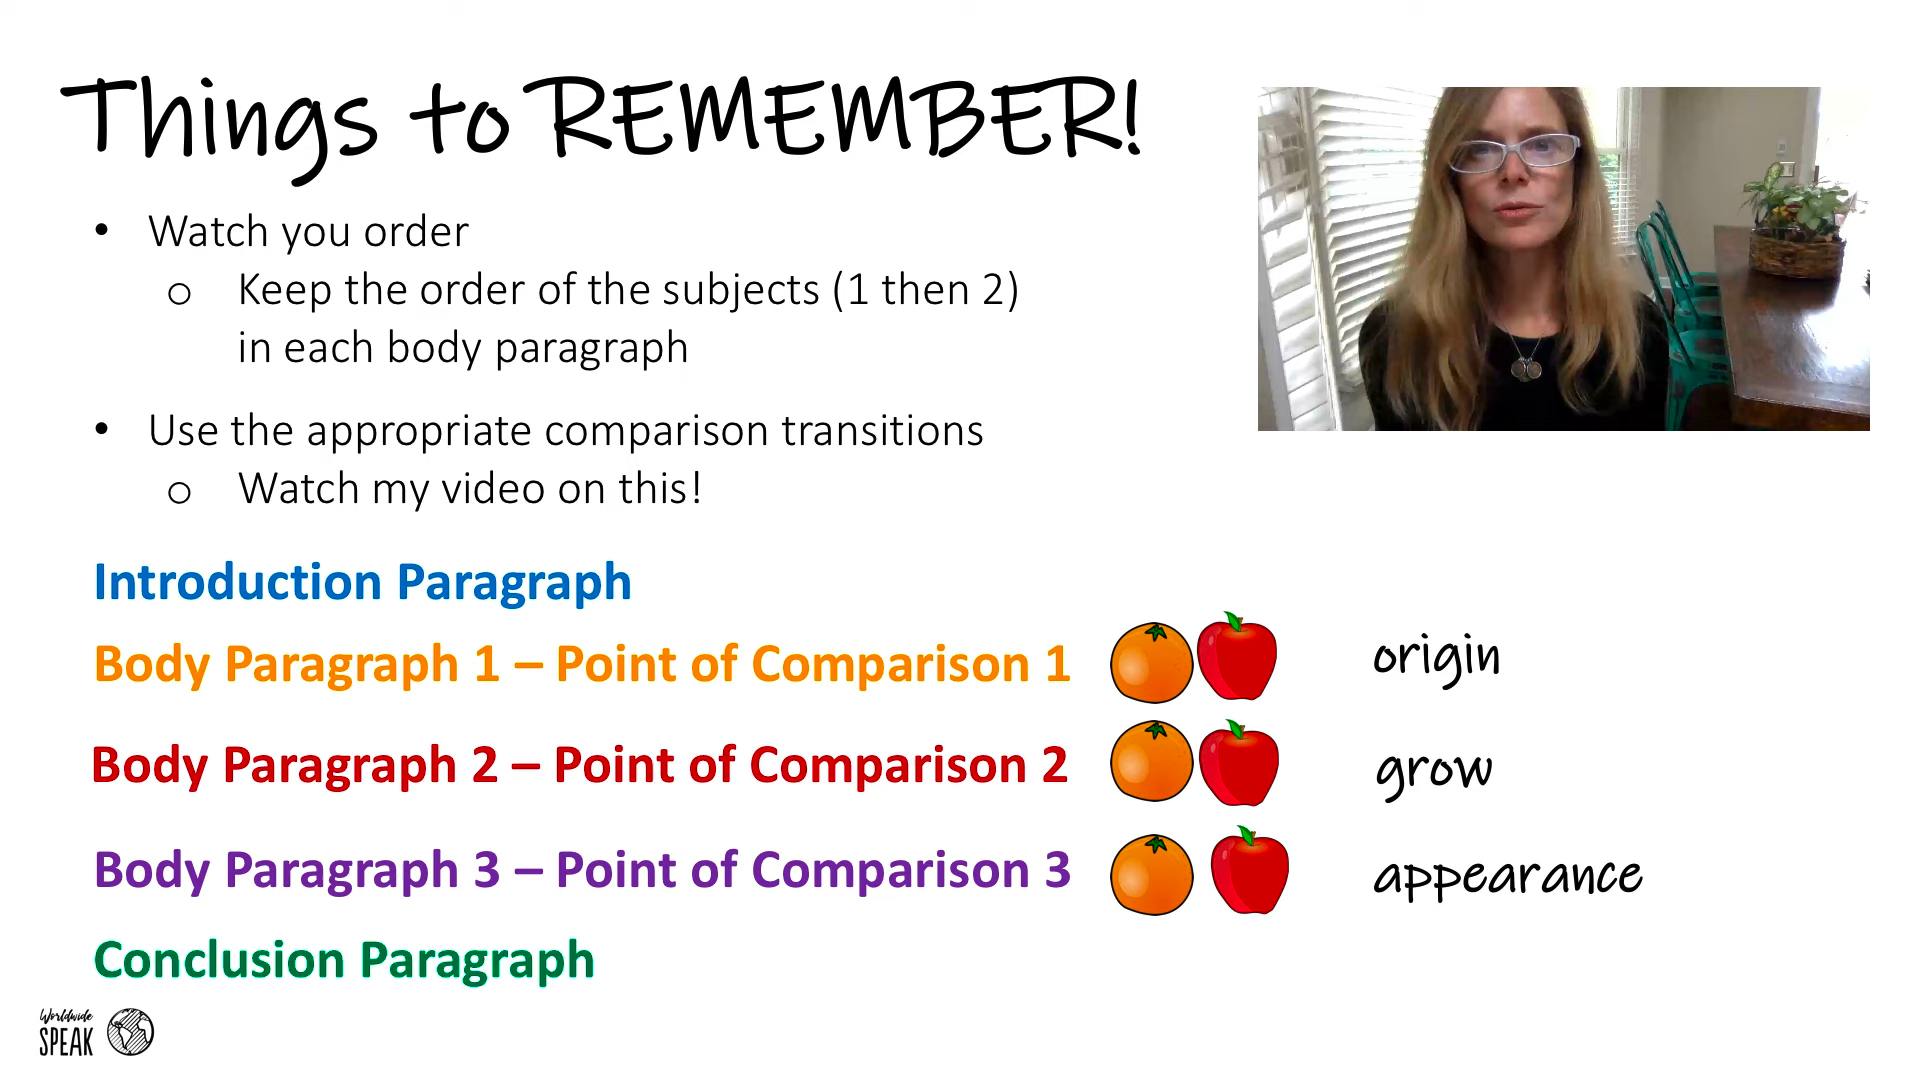 Things to REMEMBER!
• Watch you order
o Keep the order of the subjects (1 then 2)
in each body paragraph
• Use the appropriate comparison transitions
o Watch my video on this!
Introduction Paragraph
Body Paragraph 1 – Point of Comparison 1 origin
Body Paragraph 2 – Point of Comparison 2 grow
Body Paragraph 3 – Point of Comparison 3 appearance
Conclusion Paragraph
Worldwide
SPEAK